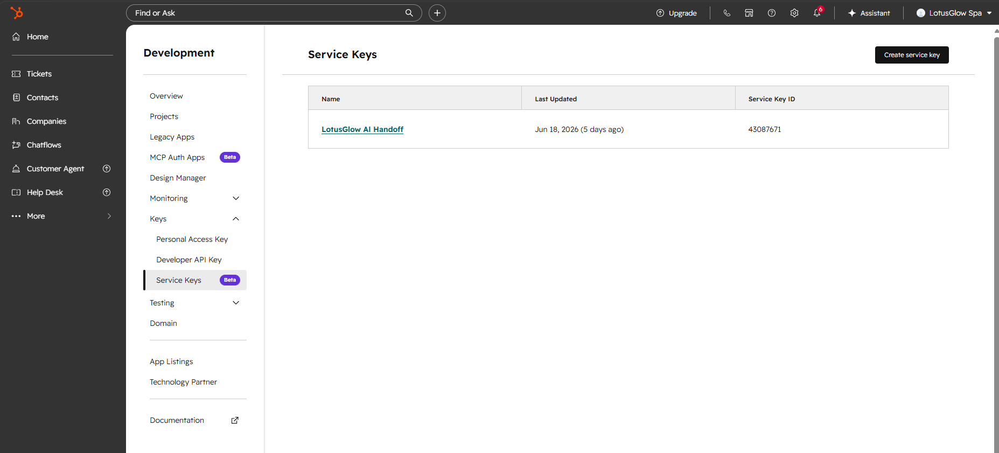 Find or Ask
Upgrade
6
Assistant
LotusGlow Spa
Home
Tickets
Contacts
Companies
Chatflows
Customer Agent
Help Desk
More
Development
Overview
Projects
Legacy Apps
MCP Auth Apps Beta
Design Manager
Monitoring
Keys
Personal Access Key
Developer API Key
Service Keys Beta
Testing
Domain
App Listings
Technology Partner
Documentation
Service Keys
Create service key
Name Last Updated Service Key ID
LotusGlow AI Handoff Jun 18, 2026 (5 days ago) 43087671